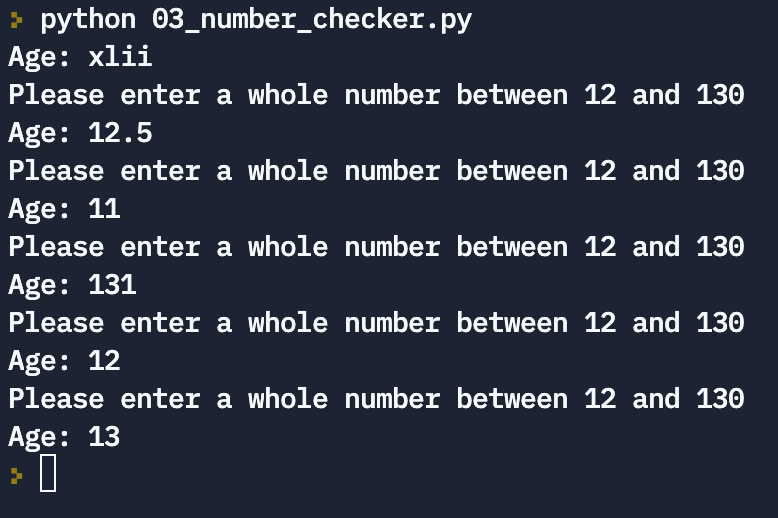 > python 03_number_checker.py
Age: xlii
Please enter a whole number between 12 and 130
Age: 12.5
Please enter a whole number between 12 and 130
Age: 11
Please enter a whole number between 12 and 130
Age: 131
Please enter a whole number between 12 and 130
Age: 12
Please enter a whole number between 12 and 130
Age: 13
>